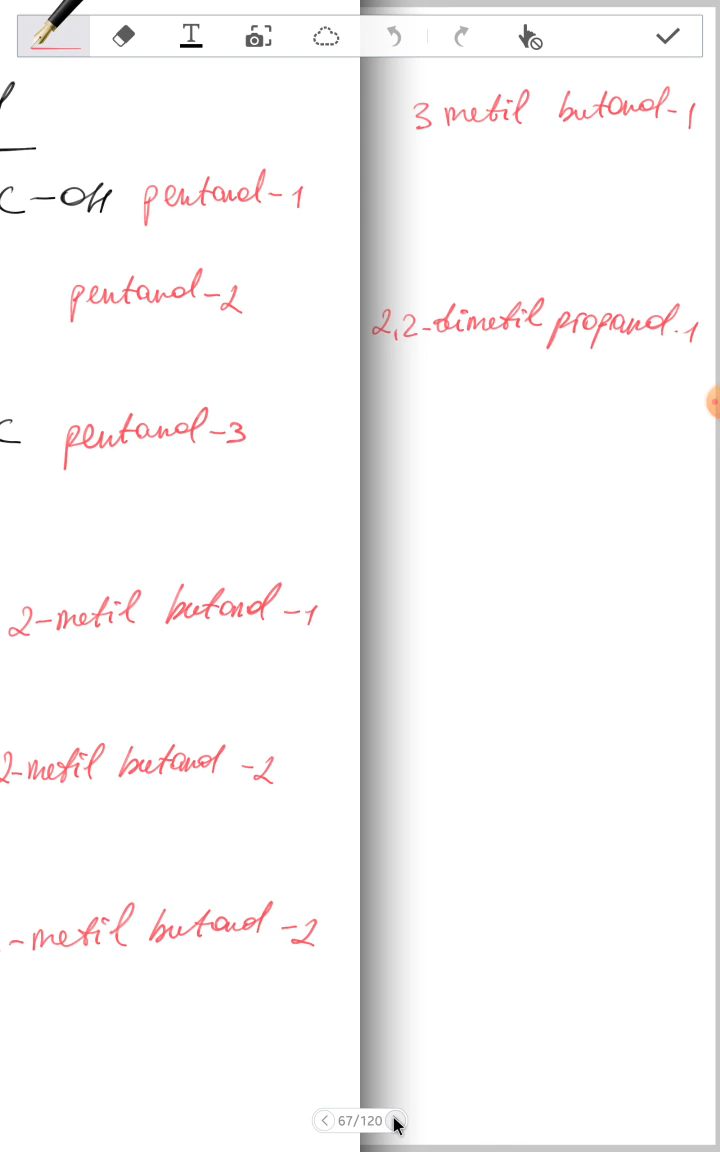 T
C-OH pentanol-1
pentanol-2
C pentanol-3
2-metil butanol-1
2-metil butanol-2
-metil butanol-2
3 metil butanol-1
2,2-dimetil propanol-1
67/120